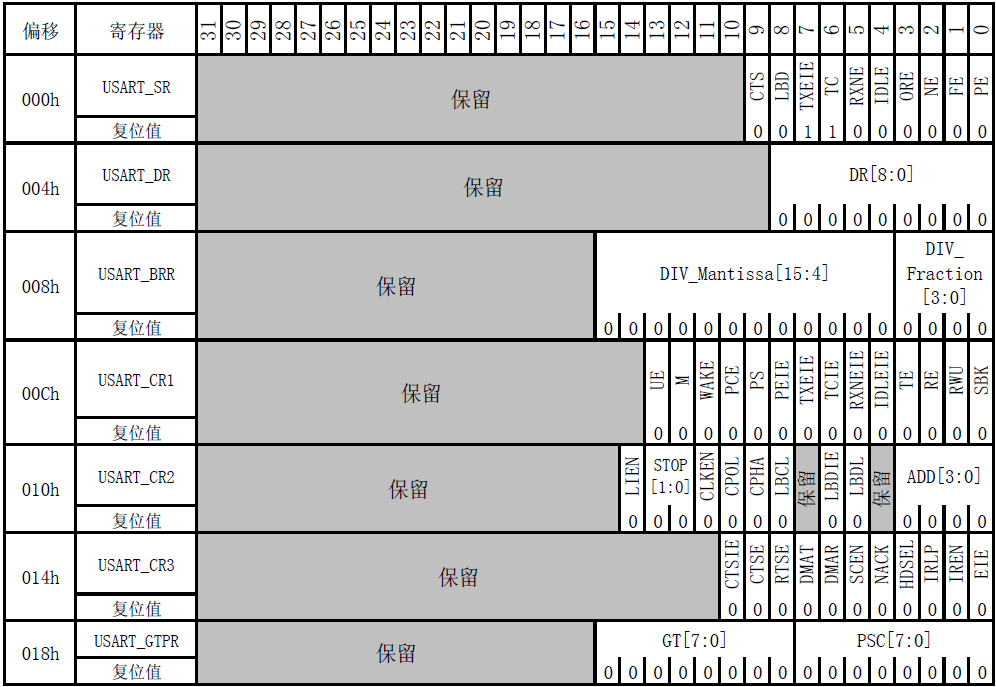 偏移 寄存器 31 30 29 28 27 26 25 24 23 22 21 20 19 18 17 16 15 14 13 12 11 10 9 8 7 6 5 4 3 2 1 0
000h USART_SR 保留 CTS LBD TXEIE TC RXNE IDLE ORE NE FE PE
复位值 0 0 1 1 0 0 0 0 0 0
004h USART_DR 保留 DR[8:0]
复位值 0 0 0 0 0 0 0 0 0
008h USART_BRR 保留 DIV_Mantissa[15:4] DIV_
Fraction
[3:0]
复位值 0 0 0 0 0 0 0 0 0 0 0 0 0 0 0 0
00Ch USART_CR1 保留 UE M WAKE PCE PS PEIE TXEIE TCIE RXNEIE IDLEIE TE RE RWU SBK
复位值 0 0 0 0 0 0 0 0 0 0 0 0 0 0
010h USART_CR2 保留 LIEN STOP
[1:0] CLKEN CPOL CPHA LBCL 保留 LBDIE LBDL 保留 ADD[3:0]
复位值 0 0 0 0 0 0 0 0 0 0 0 0 0
014h USART_CR3 保留 CTSIE CTSE RTSE DMAT DMAR SCEN NACK HDSEL IRLP IREN EIE
复位值 0 0 0 0 0 0 0 0 0 0 0
018h USART_GTPR 保留 GT[7:0] PSC[7:0]
复位值 0 0 0 0 0 0 0 0 0 0 0 0 0 0 0 0